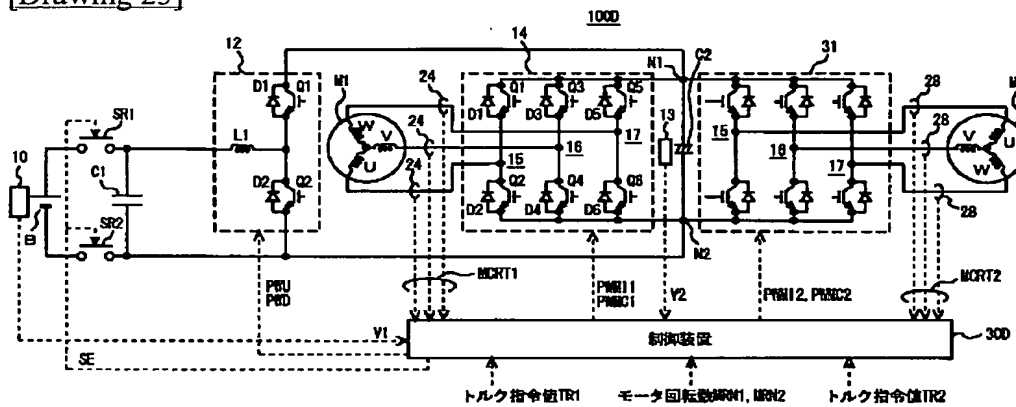 [Drawing 25]
100D
12
14
31
D1
Q1
M1
24
Q1
Q3
Q5
N1
C2
28
SR1
D1
D3
D5
13
W
V
U
24
24
15
16
17
15
16
17
28
V
U
W
10
L1
C1
B
SR2
D2
Q2
Q2
Q4
Q6
D2
D4
D6
N2
28
MCRT1
MCRT2
PWU
PWD
PWMI1
PWMC1
V2
PWMI2, PWMC2
V1
SE
制御装置
30D
トルク指令値TR1
モータ回転数MRN1, MRN2
トルク指令値TR2